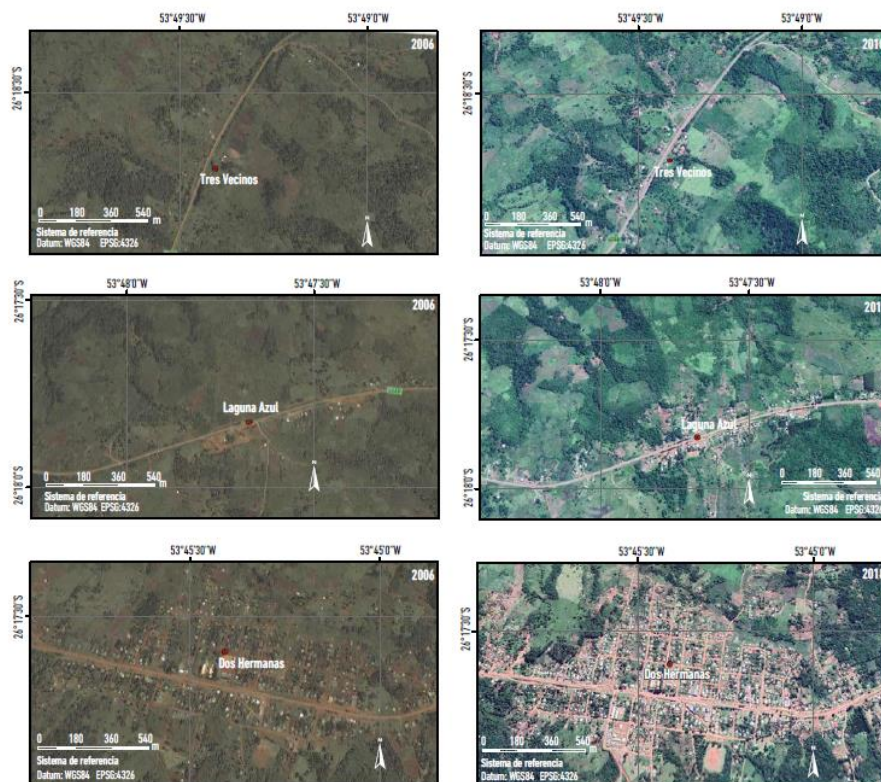 53°49'30"W 53°49'0"W
2006
26°18'30"S
Tres Vecinos
0 180 360 540 m
Sistema de referencia
Datum: WGS84 EPSG:4326
N
53°49'30"W 53°49'0"W
26°18'30"S
Tres Vecinos
0 180 360 540 m
Sistema de referencia
Datum: WGS84 EPSG:4326
53°48'0"W 53°47'30"W
2006
26°17'30"S
Laguna Azul
26°18'0"S
0 180 360 540 m
Sistema de referencia
Datum: WGS84 EPSG:4326
53°48'0"W 53°47'30"W
26°17'30"S
Laguna Azul
26°18'0"S
0 180 360 540
Sistema de referencia
Datum: WGS84 EPSG:4326
53°45'30"W 53°45'0"W
2006
26°17'30"S
Dos Hermanas
0 180 360 540 m
Sistema de referencia
Datum: WGS84 EPSG:4326
53°45'30"W 53°45'0"W
2018
26°17'30"S
Dos Hermanas
0 180 360 540 m
Sistema de referencia
Datum: WGS84 EPSG:4326